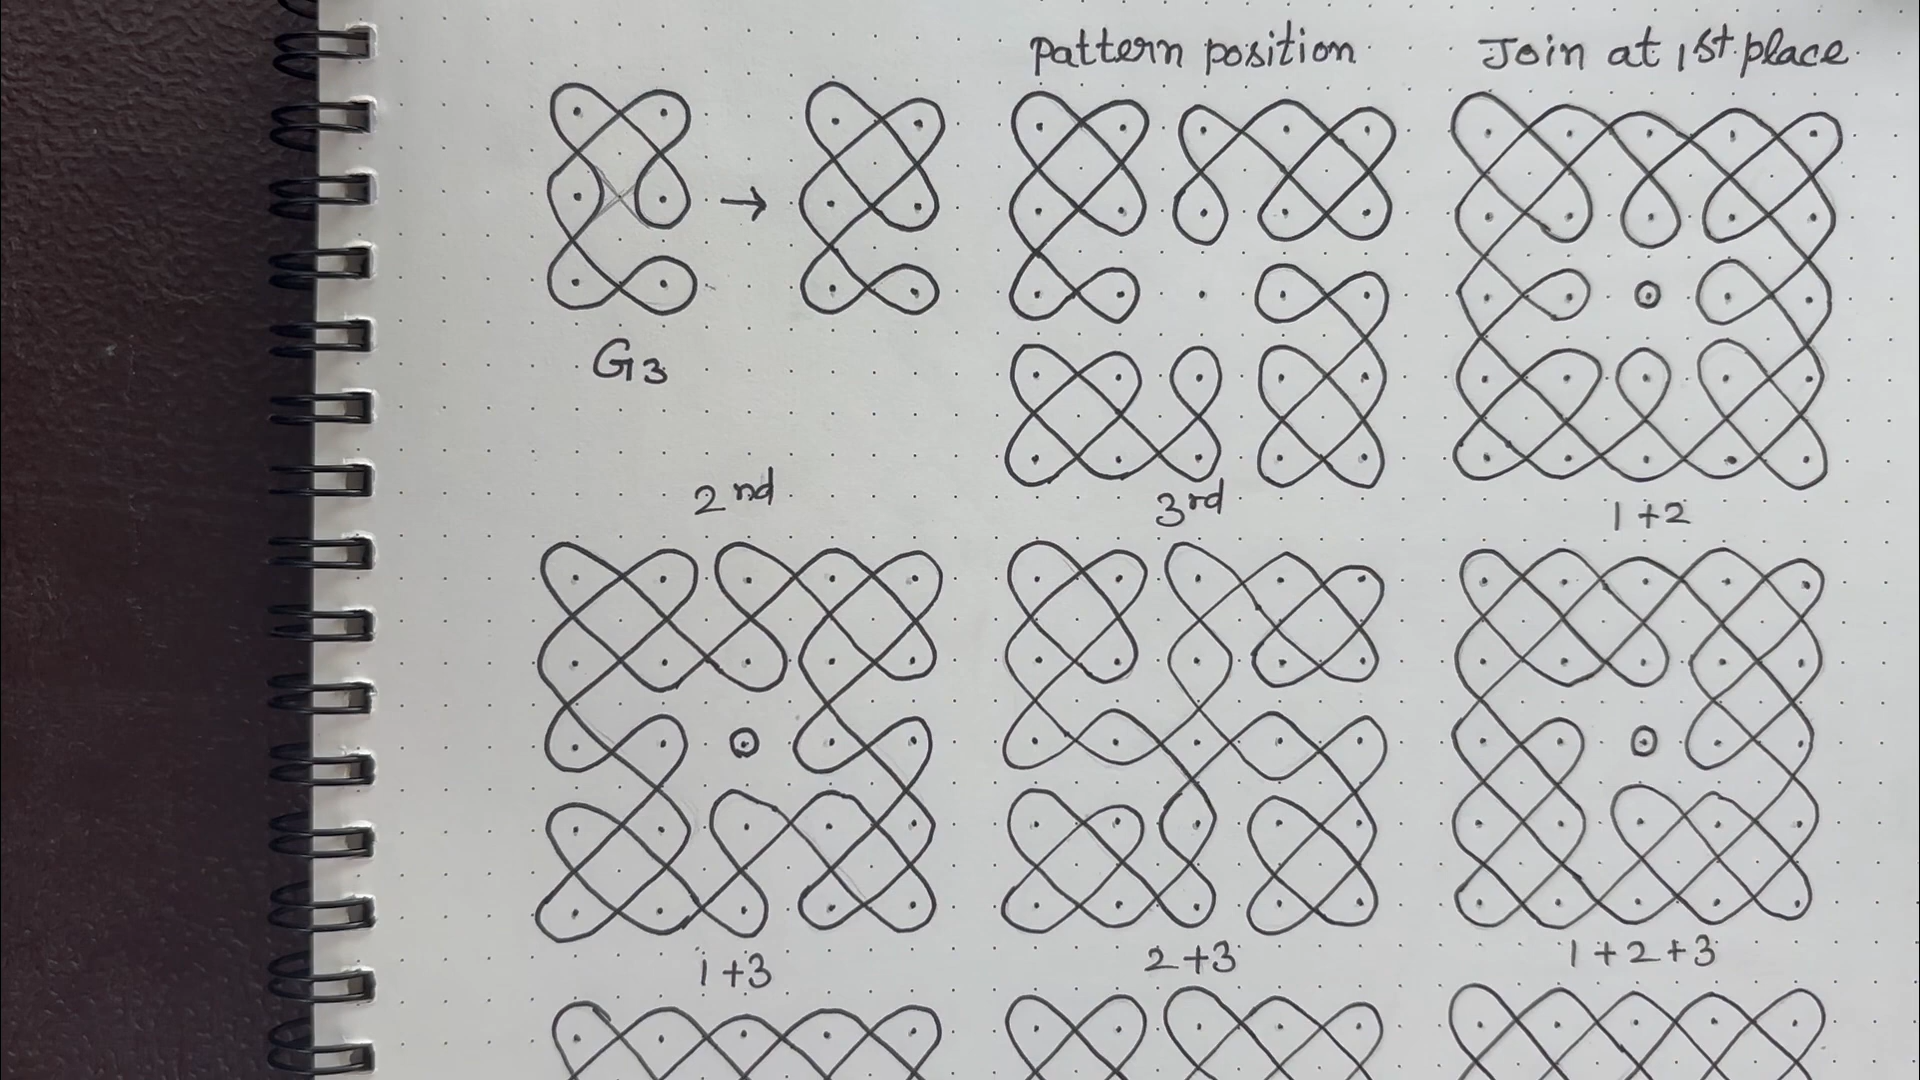 Pattern position
Join at 1st place
G3
2nd
3rd
1+2
1+3
2+3
1+2+3